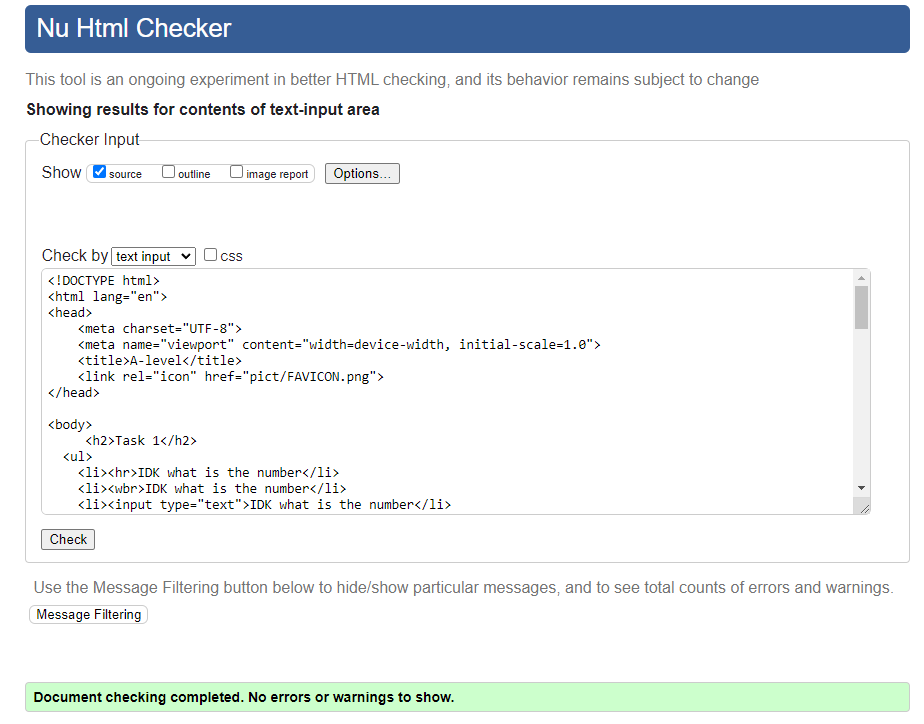 Nu Html Checker
This tool is an ongoing experiment in better HTML checking, and its behavior remains subject to change
Showing results for contents of text-input area
Checker Input
Show source outline image report Options...
Check by text input css
<!DOCTYPE html>
<html lang="en">
<head>
    <meta charset="UTF-8">
    <meta name="viewport" content="width=device-width, initial-scale=1.0">
    <title>A-level</title>
    <link rel="icon" href="pict/FAVICON.png">
</head>
<body>
     <h2>Task 1</h2>
  <ul>
    <li><hr>IDK what is the number</li>
    <li><wbr>IDK what is the number</li>
    <li><input type="text">IDK what is the number</li>
Check
Use the Message Filtering button below to hide/show particular messages, and to see total counts of errors and warnings.
Message Filtering
Document checking completed. No errors or warnings to show.